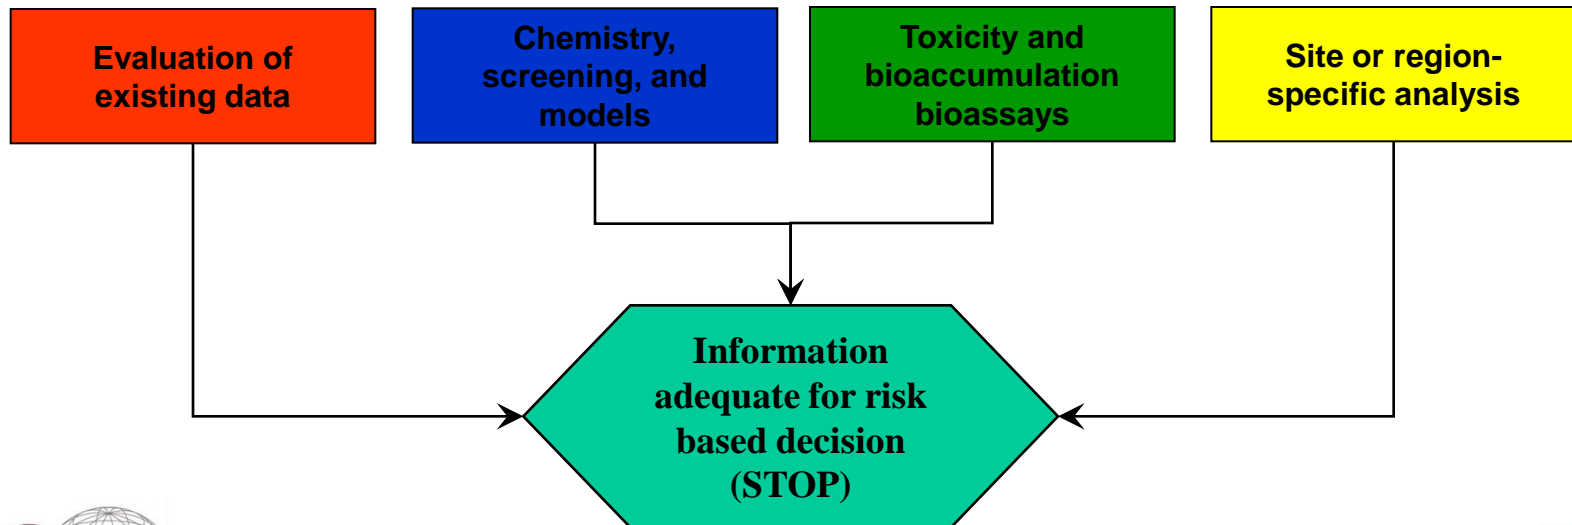 Evaluation of
existing data
Chemistry,
screening, and
models
Toxicity and
bioaccumulation
bioassays
Site or region-
specific analysis
Information
adequate for risk
based decision
(STOP)